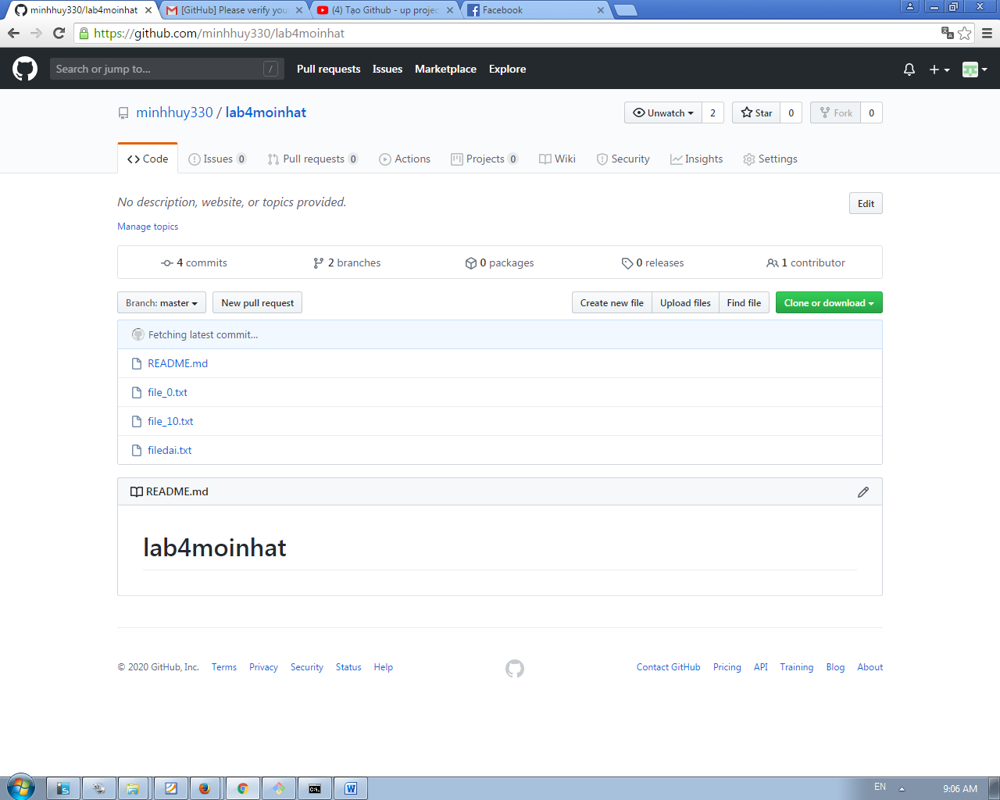 minhhuy330/lab4moinhat
[GitHub] Please verify you
(4) Tạo Github - up projec
Facebook
https://github.com/minhhuy330/lab4moinhat
Search or jump to... /
Pull requests Issues Marketplace Explore
minhhuy330 / lab4moinhat
Unwatch 2 Star 0 Fork 0
Code Issues 0 Pull requests 0 Actions Projects 0 Wiki Security Insights Settings
No description, website, or topics provided. Edit
Manage topics
4 commits 2 branches 0 packages 0 releases 1 contributor
Branch: master New pull request Create new file Upload files Find file Clone or download
Fetching latest commit...
README.md
file_0.txt
file_10.txt
filedai.txt
README.md
lab4moinhat
© 2020 GitHub, Inc. Terms Privacy Security Status Help Contact GitHub Pricing API Training Blog About
EN 9:06 AM